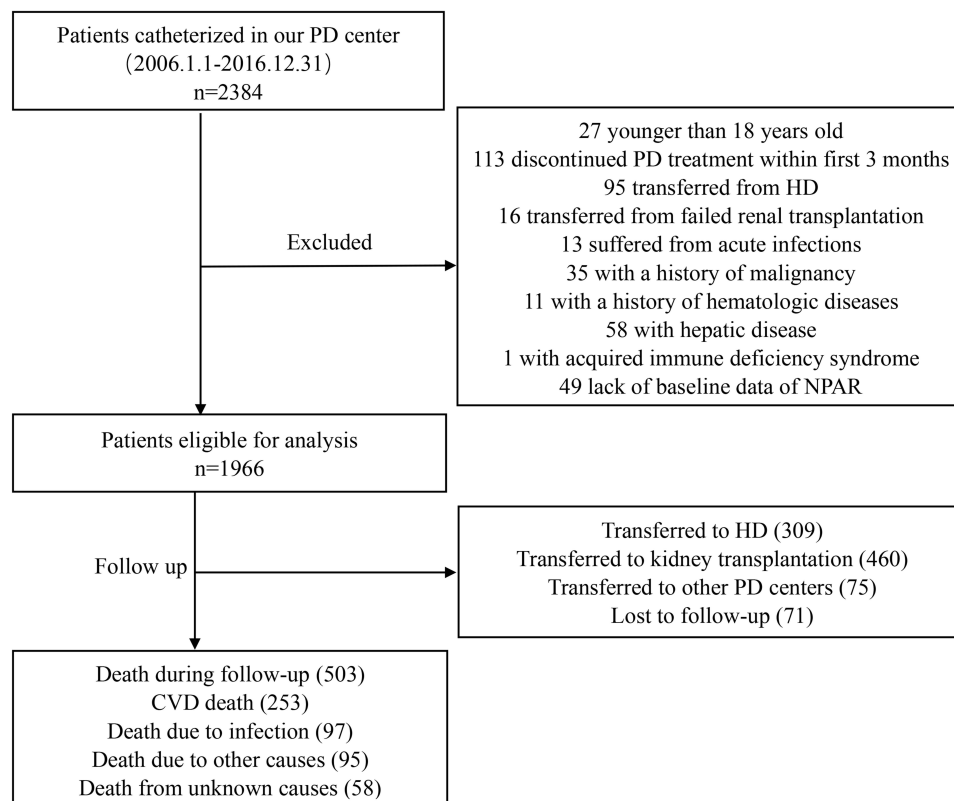 Patients catheterized in our PD center
（2006.1.1-2016.12.31）
n=2384
27 younger than 18 years old
113 discontinued PD treatment within first 3 months
95 transferred from HD
16 transferred from failed renal transplantation
13 suffered from acute infections
35 with a history of malignancy
11 with a history of hematologic diseases
58 with hepatic disease
1 with acquired immune deficiency syndrome
49 lack of baseline data of NPAR
Excluded
Patients eligible for analysis
n=1966
Follow up
Transferred to HD (309)
Transferred to kidney transplantation (460)
Transferred to other PD centers (75)
Lost to follow-up (71)
Death during follow-up (503)
CVD death (253)
Death due to infection (97)
Death due to other causes (95)
Death from unknown causes (58)